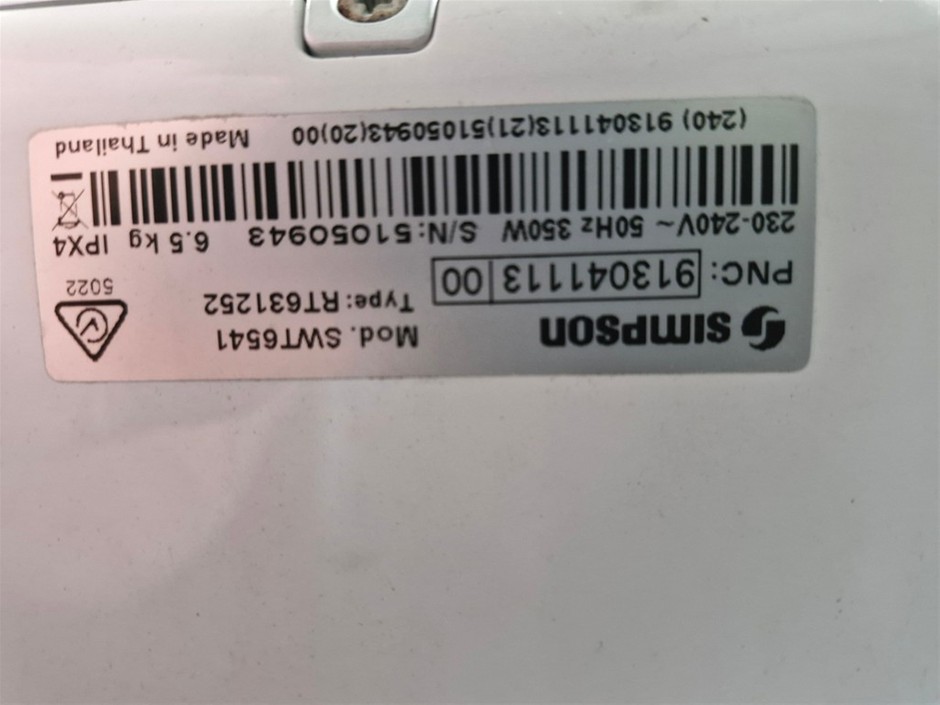 SIMPSON
Mod. SWT6541
Type: RT631252
5022
PNC: 913041113 00
230-240V~ 50Hz 350W S/N:51050943 6.5 kg IPX4
(240) 913041113(21)51050943(20)00 Made in Thailand